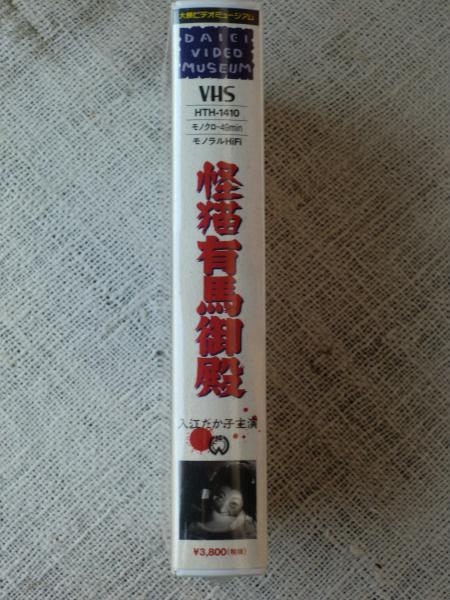 大映ビデオミュージアム
DAIEI
VIDEO
MUSEUM
VHS
HTH-1410
モノクロ・49min
モノラルHiFi
怪猫有馬御殿
入江たか子主演
¥3,800(税抜)